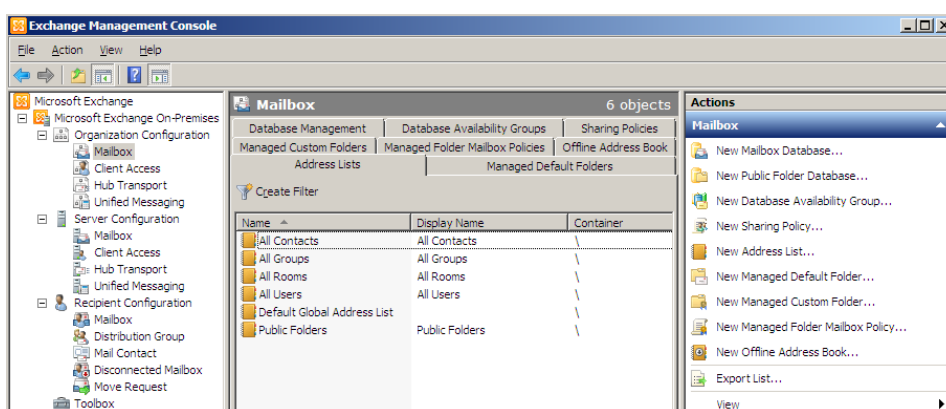 Exchange Management Console
File Action View Help
Microsoft Exchange
Microsoft Exchange On-Premises
Organization Configuration
Mailbox
Client Access
Hub Transport
Unified Messaging
Server Configuration
Mailbox
Client Access
Hub Transport
Unified Messaging
Recipient Configuration
Mailbox
Distribution Group
Mail Contact
Disconnected Mailbox
Move Request
Toolbox
Mailbox 6 objects
Database Management Database Availability Groups Sharing Policies
Managed Custom Folders Managed Folder Mailbox Policies Offline Address Book
Address Lists Managed Default Folders
Create Filter
Name Display Name Container
All Contacts All Contacts \
All Groups All Groups \
All Rooms All Rooms \
All Users All Users \
Default Global Address List \
Public Folders Public Folders \
Actions
Mailbox
New Mailbox Database...
New Public Folder Database...
New Database Availability Group...
New Sharing Policy...
New Address List...
New Managed Default Folder...
New Managed Custom Folder...
New Managed Folder Mailbox Policy...
New Offline Address Book...
Export List...
View